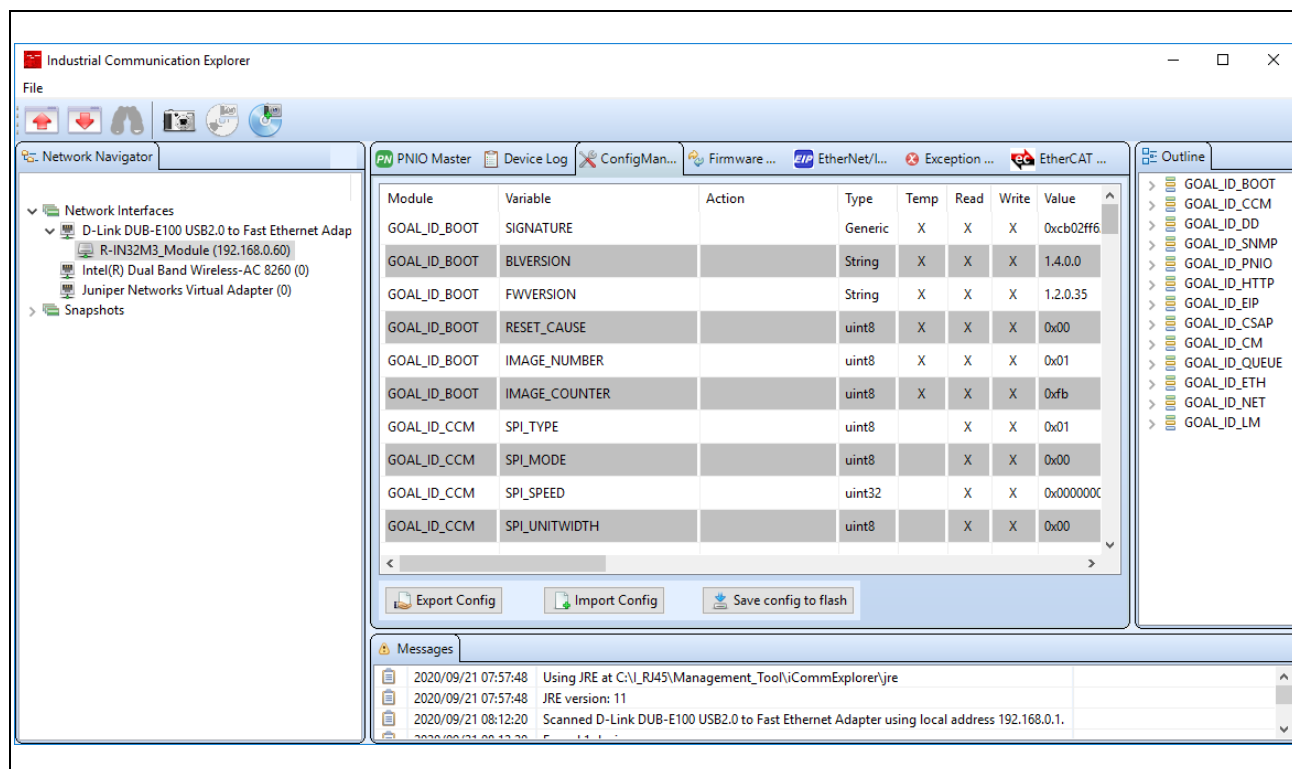 Industrial Communication Explorer
File
Network Navigator
Network Interfaces
D-Link DUB-E100 USB2.0 to Fast Ethernet Adap
R-IN32M3_Module (192.168.0.60)
Intel(R) Dual Band Wireless-AC 8260 (0)
Juniper Networks Virtual Adapter (0)
Snapshots
PN PNIO Master Device Log ConfigMan... Firmware ... EIP EtherNet/I... Exception ... ec EtherCAT ...
Module Variable Action Type Temp Read Write Value
GOAL_ID_BOOT SIGNATURE Generic X X X 0xcb02ff6
GOAL_ID_BOOT BLVERSION String X X X 1.4.0.0
GOAL_ID_BOOT FWVERSION String X X X 1.2.0.35
GOAL_ID_BOOT RESET_CAUSE uint8 X X X 0x00
GOAL_ID_BOOT IMAGE_NUMBER uint8 X X X 0x01
GOAL_ID_BOOT IMAGE_COUNTER uint8 X X X 0xfb
GOAL_ID_CCM SPI_TYPE uint8 X X 0x01
GOAL_ID_CCM SPI_MODE uint8 X X 0x00
GOAL_ID_CCM SPI_SPEED uint32 X X 0x0000000
GOAL_ID_CCM SPI_UNITWIDTH uint8 X X 0x00
Export Config Import Config Save config to flash
Outline
GOAL_ID_BOOT
GOAL_ID_CCM
GOAL_ID_DD
GOAL_ID_SNMP
GOAL_ID_PNIO
GOAL_ID_HTTP
GOAL_ID_EIP
GOAL_ID_CSAP
GOAL_ID_CM
GOAL_ID_QUEUE
GOAL_ID_ETH
GOAL_ID_NET
GOAL_ID_LM
Messages
2020/09/21 07:57:48 Using JRE at C:\I_RJ45\Management_Tool\iCommExplorer\jre
2020/09/21 07:57:48 JRE version: 11
2020/09/21 08:12:20 Scanned D-Link DUB-E100 USB2.0 to Fast Ethernet Adapter using local address 192.168.0.1.